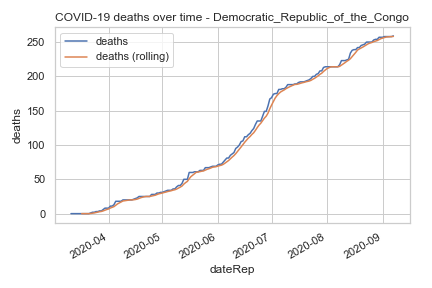 COVID-19 deaths over time - Democratic_Republic_of_the_Congo
deaths
deaths (rolling)
250
200
150
100
50
0
deaths
2020-04
2020-05
2020-06
2020-07
2020-08
2020-09
dateRep